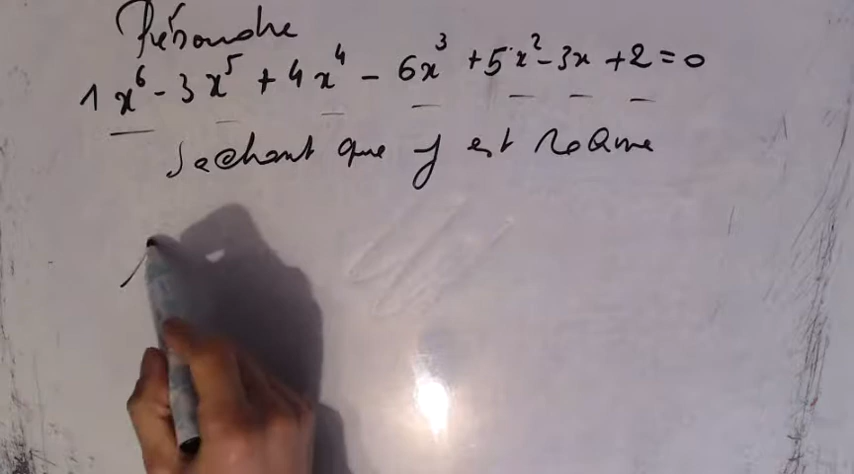 Résoudre
1x⁶ - 3x⁵ + 4x⁴ - 6x³ + 5x² - 3x + 2 = 0
sachant que j est racine